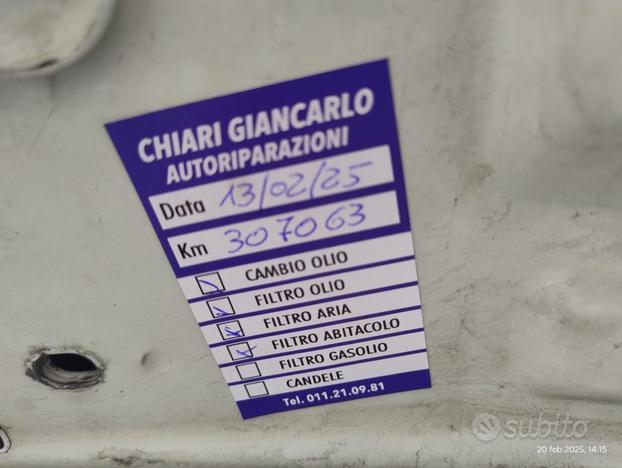 CHIARI GIANCARLO
AUTORIPARAZIONI
Data 13/02/25
Km 307063
CAMBIO OLIO
FILTRO OLIO
FILTRO ARIA
FILTRO ABITACOLO
FILTRO GASOLIO
CANDELE
Tel. 011.21.09.81
subito
20 feb 2025, 14:15